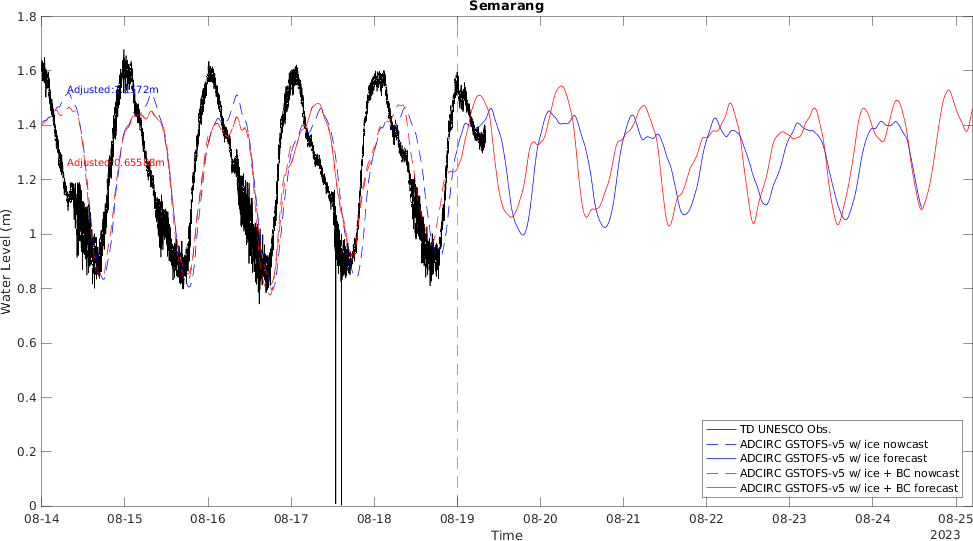 Semarang
1.8
1.6
1.4
1.2
1
0.8
0.6
0.4
0.2
0
Water Level (m)
Adjusted:
Adjusted:0.6558
TD UNESCO Obs.
ADCIRC GSTOFS-v5 w/ ice nowcast
ADCIRC GSTOFS-v5 w/ ice forecast
ADCIRC GSTOFS-v5 w/ ice + BC nowcast
ADCIRC GSTOFS-v5 w/ ice + BC forecast
08-14 08-15 08-16 08-17 08-18 08-19 08-20 08-21 08-22 08-23 08-24 08-25
Time
2023